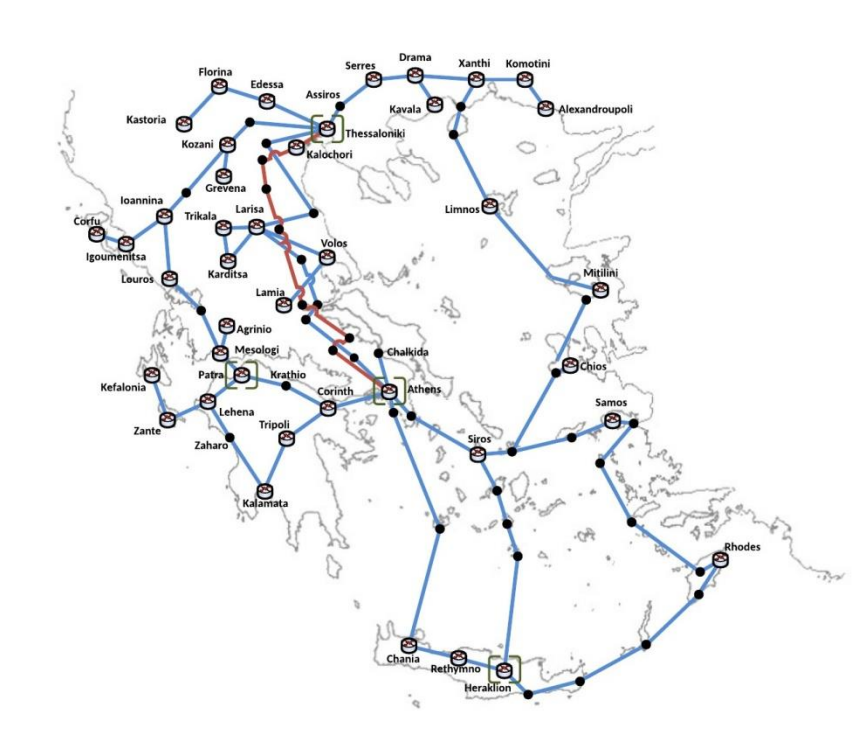 Drama
Xanthi
Komotini
Serres
Florina
Edessa
Assiros
Kavala
Alexandroupoli
Kastoria
Thessaloniki
Kozani
Kalochori
Grevena
Ioannina
Trikala
Larisa
Limnos
Corfu
Igoumenitsa
Volos
Karditsa
Louros
Mitilini
Lamia
Agrinio
Mesologi
Chalkida
Patra
Krathio
Chios
Kefalonia
Corinth
Athens
Lehena
Samos
Zante
Tripoli
Zaharo
Siros
Kalamata
Rhodes
Chania
Rethymno
Heraklion